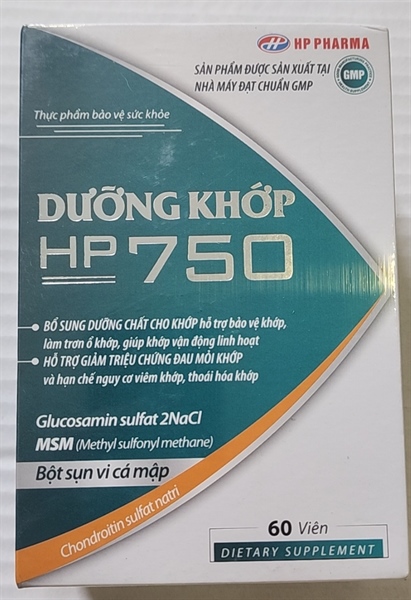 HP PHARMA
SẢN PHẨM ĐƯỢC SẢN XUẤT TẠI
NHÀ MÁY ĐẠT CHUẨN GMP
GMP
Thực phẩm bảo vệ sức khỏe
DƯỠNG KHỚP
HP 750
BỔ SUNG DƯỠNG CHẤT CHO KHỚP hỗ trợ bảo vệ khớp,
làm trơn ổ khớp, giúp khớp vận động linh hoạt
HỖ TRỢ GIẢM TRIỆU CHỨNG ĐAU MỎI KHỚP
và hạn chế nguy cơ viêm khớp, thoái hóa khớp
Glucosamin sulfat 2NaCl
MSM (Methyl sulfonyl methane)
Bột sụn vi cá mập
Chondroitin sulfat natri
60 Viên
DIETARY SUPPLEMENT